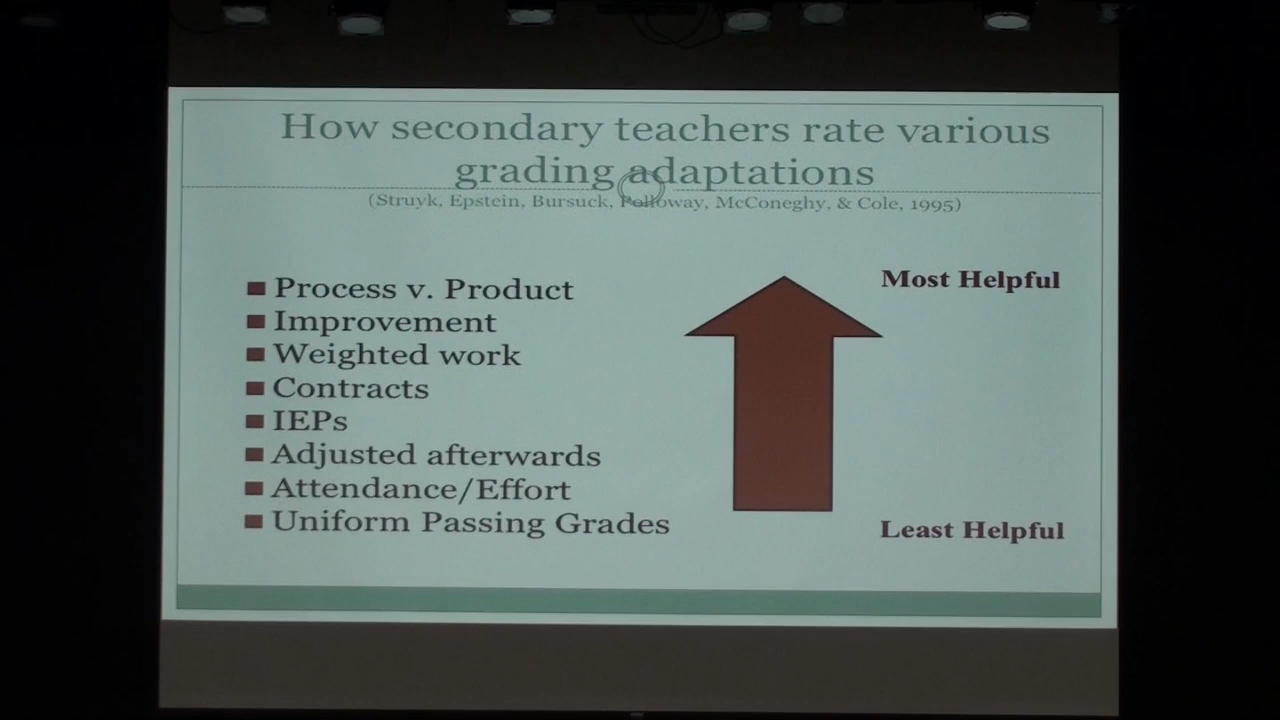 How secondary teachers rate various
grading adaptations
(Struyk, Epstein, Bursuck, Polloway, McConeghy, & Cole, 1995)
Process v. Product
Improvement
Weighted work
Contracts
IEPs
Adjusted afterwards
Attendance/Effort
Uniform Passing Grades
Most Helpful
Least Helpful